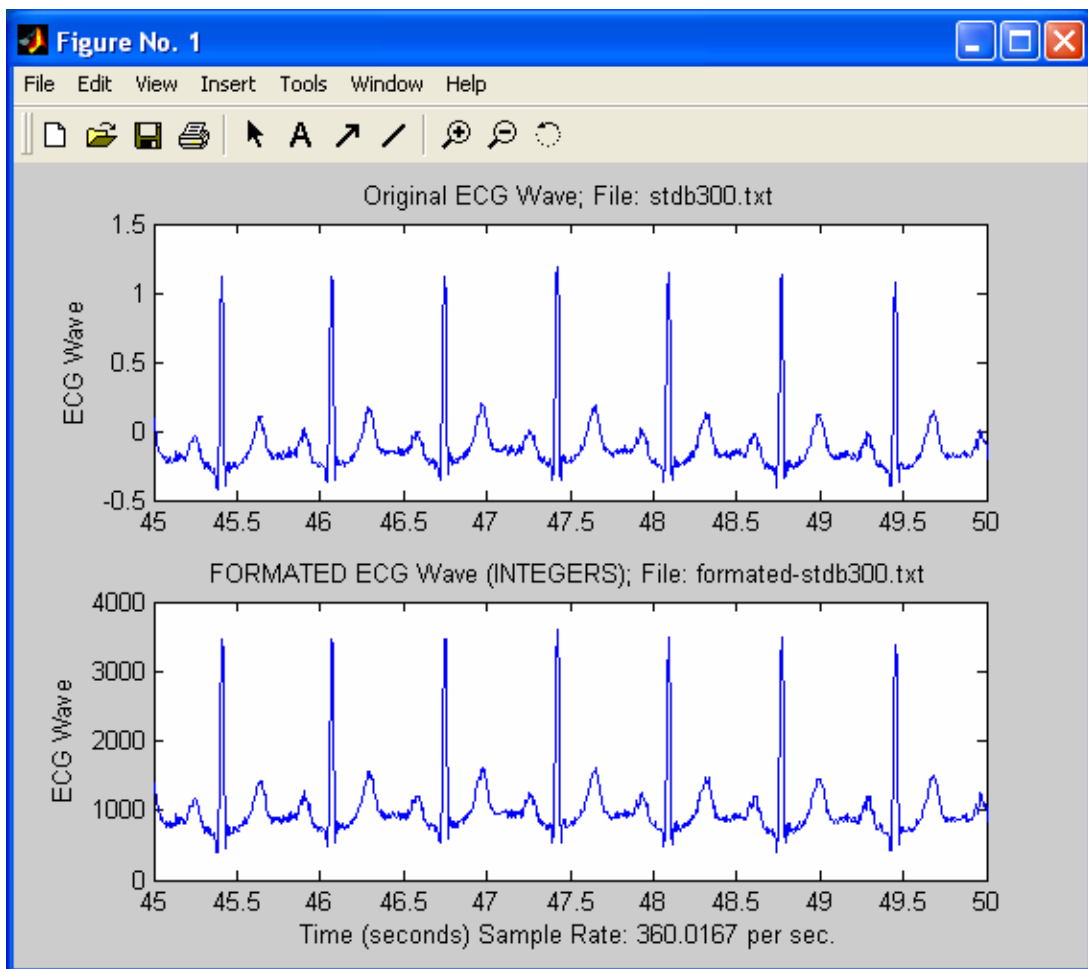 Figure No. 1
File Edit View Insert Tools Window Help
A
Original ECG Wave; File: stdb300.txt
1.5
1
0.5
0
-0.5
ECG Wave
45 45.5 46 46.5 47 47.5 48 48.5 49 49.5 50
FORMATED ECG Wave (INTEGERS); File: formated-stdb300.txt
4000
3000
2000
1000
0
ECG Wave
45 45.5 46 46.5 47 47.5 48 48.5 49 49.5 50
Time (seconds) Sample Rate: 360.0167 per sec.